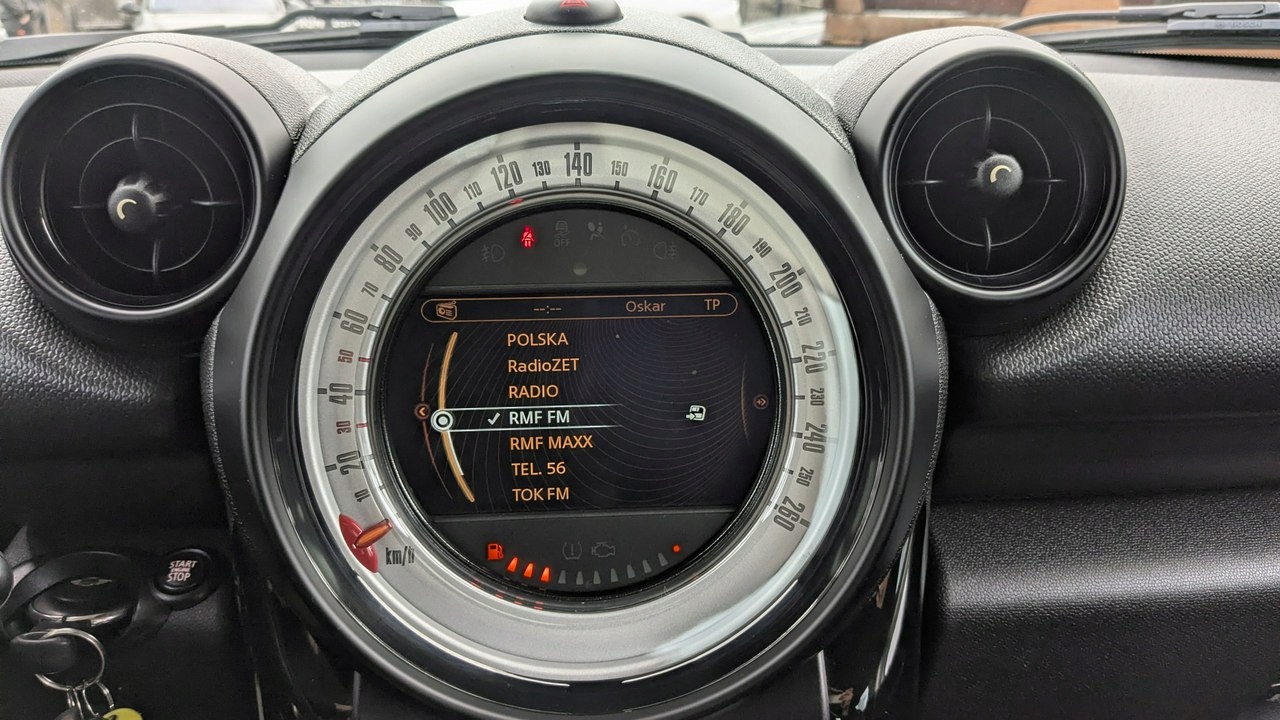 10
20
30
40
50
60
70
80
90
100
110
120
130
140
150
160
170
180
190
200
210
220
230
240
250
260
km/h
OFF
--:-- Oskar TP
POLSKA
RadioZET
RADIO
✓ RMF FM
RMF MAXX
TEL. 56
TOK FM
START
ENGINE
STOP